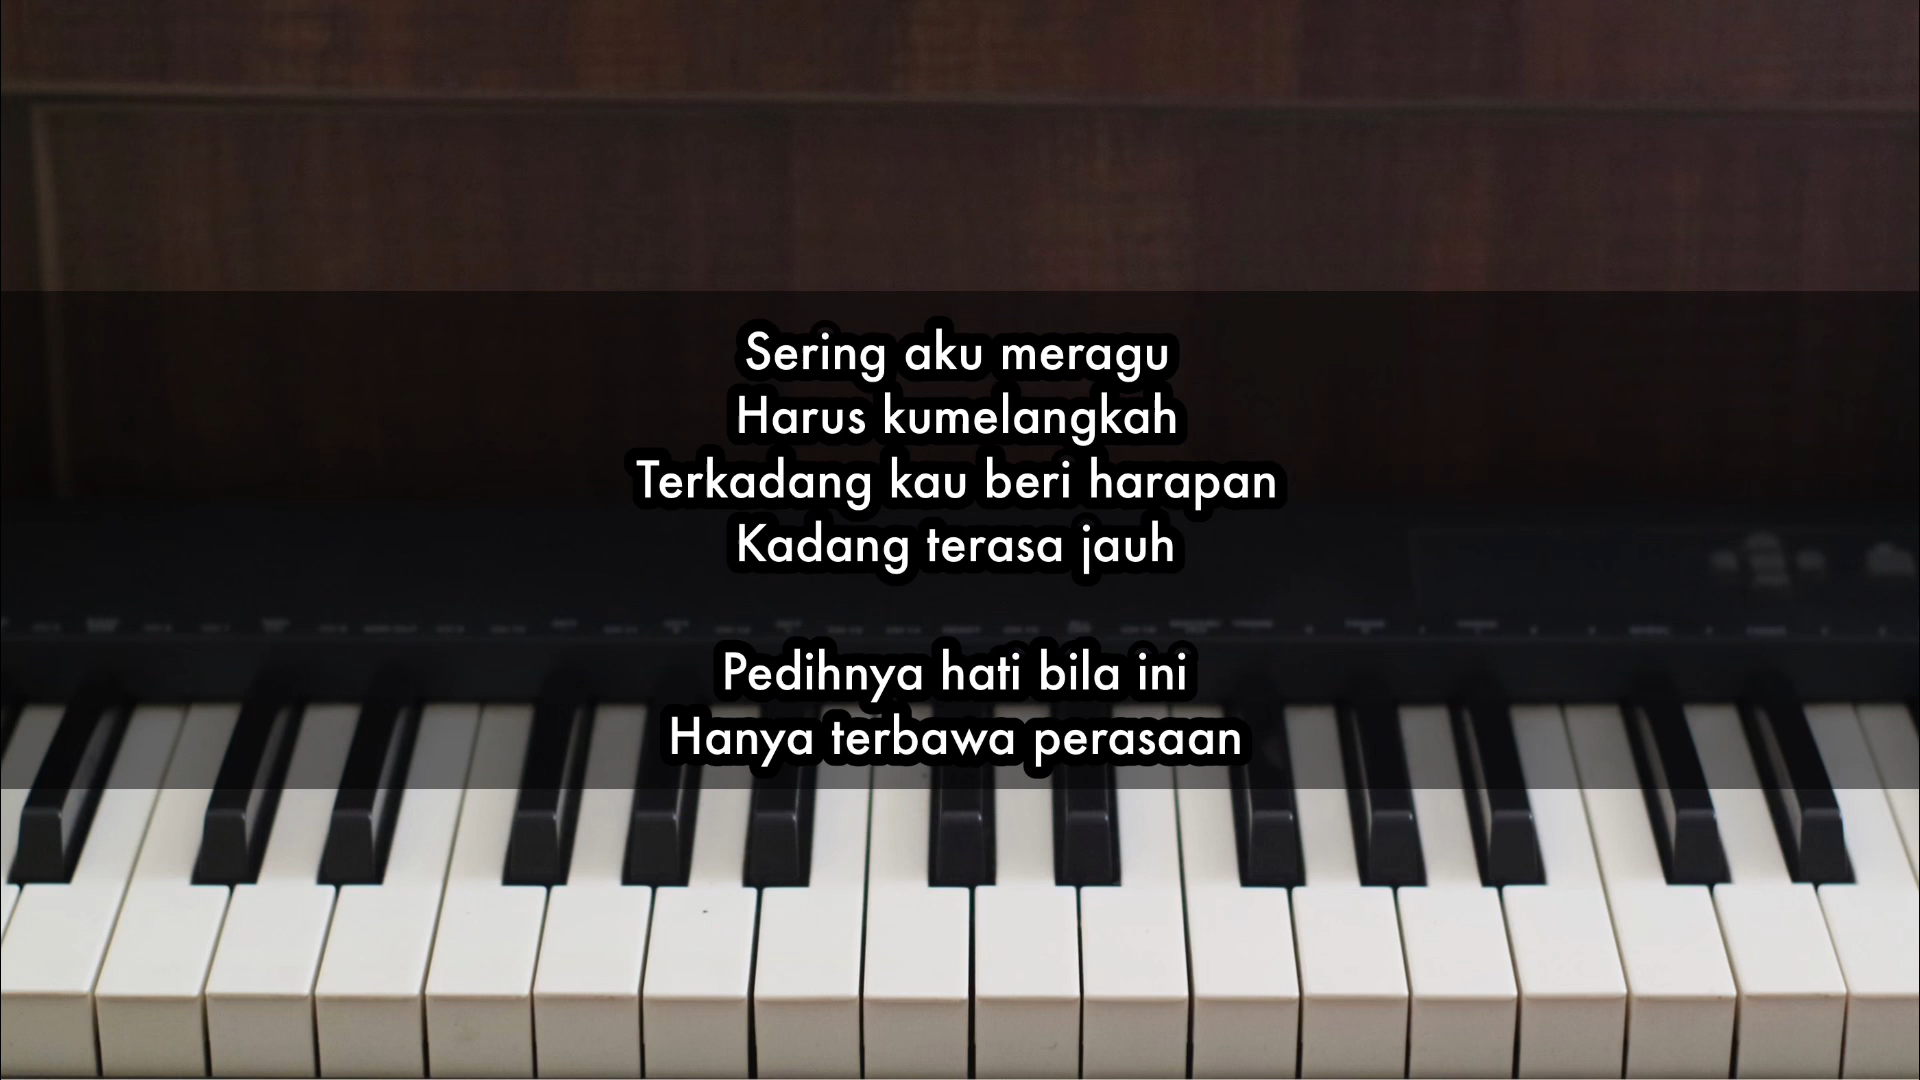 Sering aku meragu
Harus kumelangkah
Terkadang kau beri harapan
Kadang terasa jauh
Pedihnya hati bila ini
Hanya terbawa perasaan